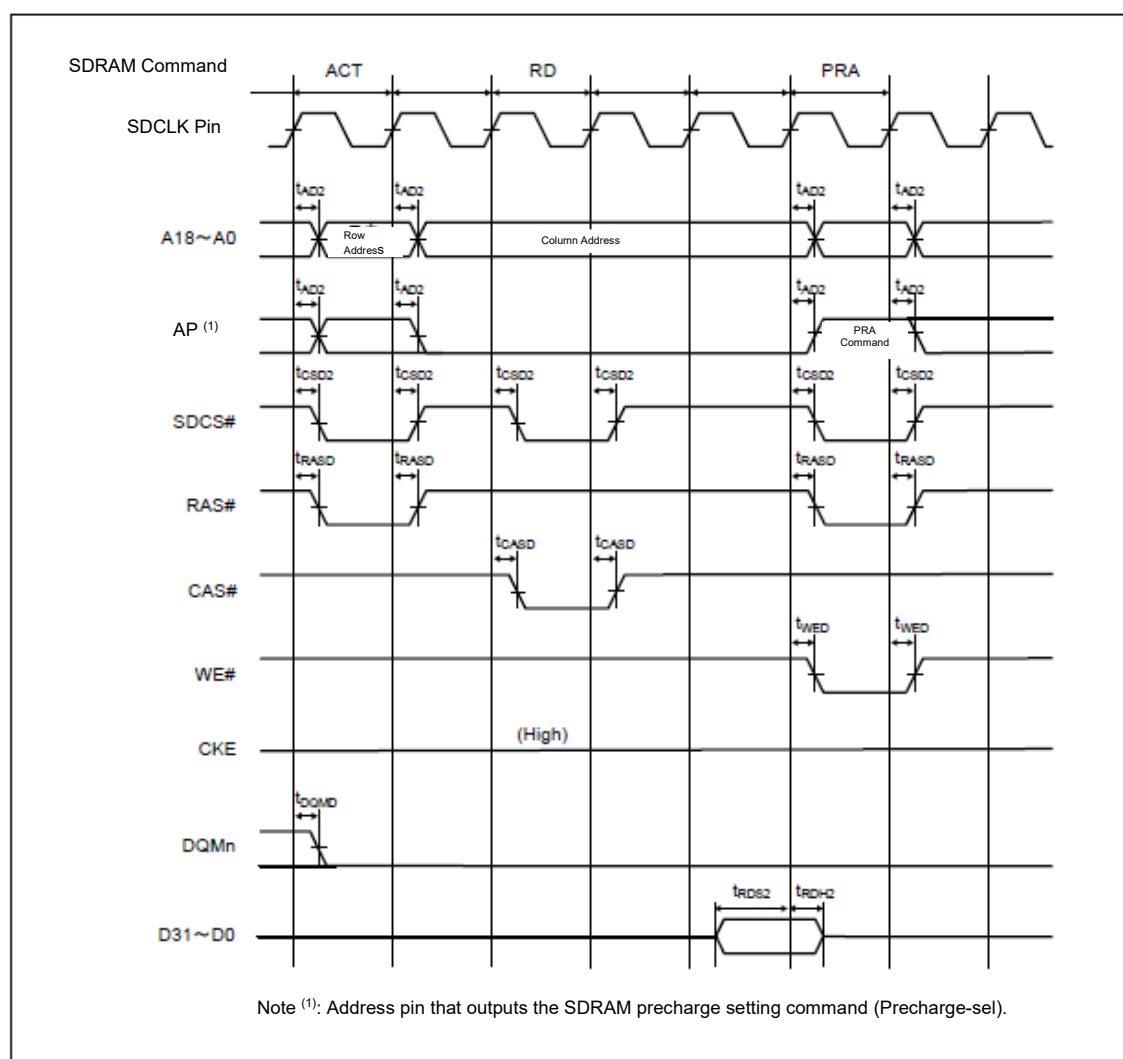 SDRAM Command ACT RD PRA
SDCLK Pin
tAD2 tAD2 tAD2 tAD2
A18~A0 Row Address Column Address
tAD2 tAD2 tAD2 tAD2
AP (1) PRA Command
tCSD2 tCSD2 tCSD2 tCSD2 tCSD2 tCSD2
SDCS#
tRASD tRASD tRASD tRASD
RAS#
tCASD tCASD
CAS#
tWED tWED
WE#
(High)
CKE
tDQMD
DQMn
tRDS2 tRDH2
D31~D0
Note (1): Address pin that outputs the SDRAM precharge setting command (Precharge-sel).